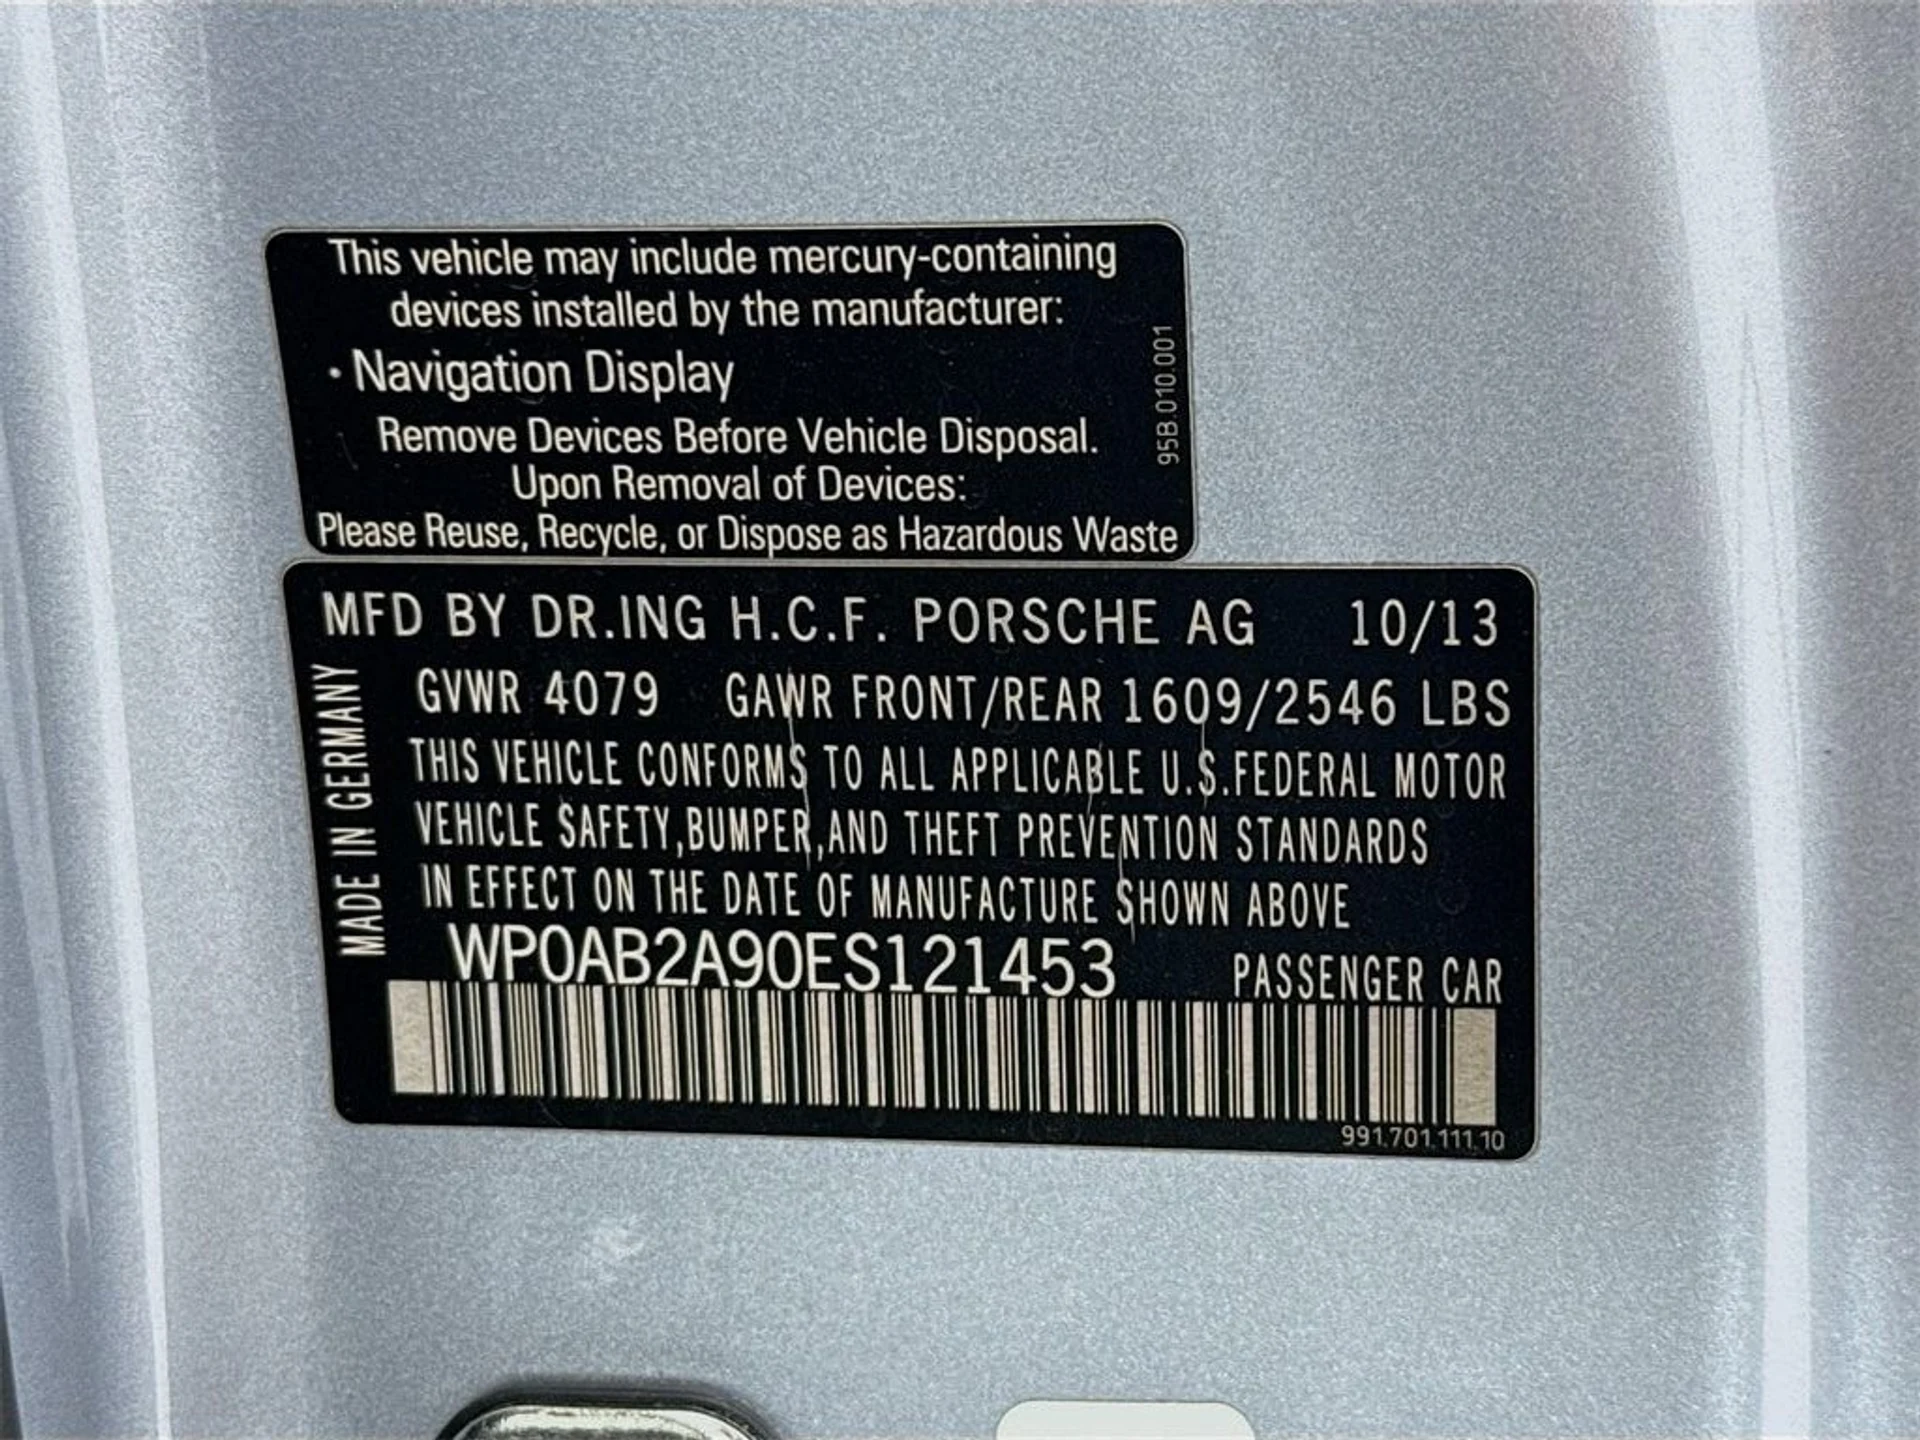 This vehicle may include mercury-containing
devices installed by the manufacturer:
· Navigation Display
Remove Devices Before Vehicle Disposal.
Upon Removal of Devices:
Please Reuse, Recycle, or Dispose as Hazardous Waste
95B.010.001
MFD BY DR.ING H.C.F. PORSCHE AG 10/13
GVWR 4079 GAWR FRONT/REAR 1609/2546 LBS
THIS VEHICLE CONFORMS TO ALL APPLICABLE U.S.FEDERAL MOTOR
VEHICLE SAFETY,BUMPER,AND THEFT PREVENTION STANDARDS
IN EFFECT ON THE DATE OF MANUFACTURE SHOWN ABOVE
WP0AB2A90ES121453 PASSENGER CAR
MADE IN GERMANY
991.701.111.10